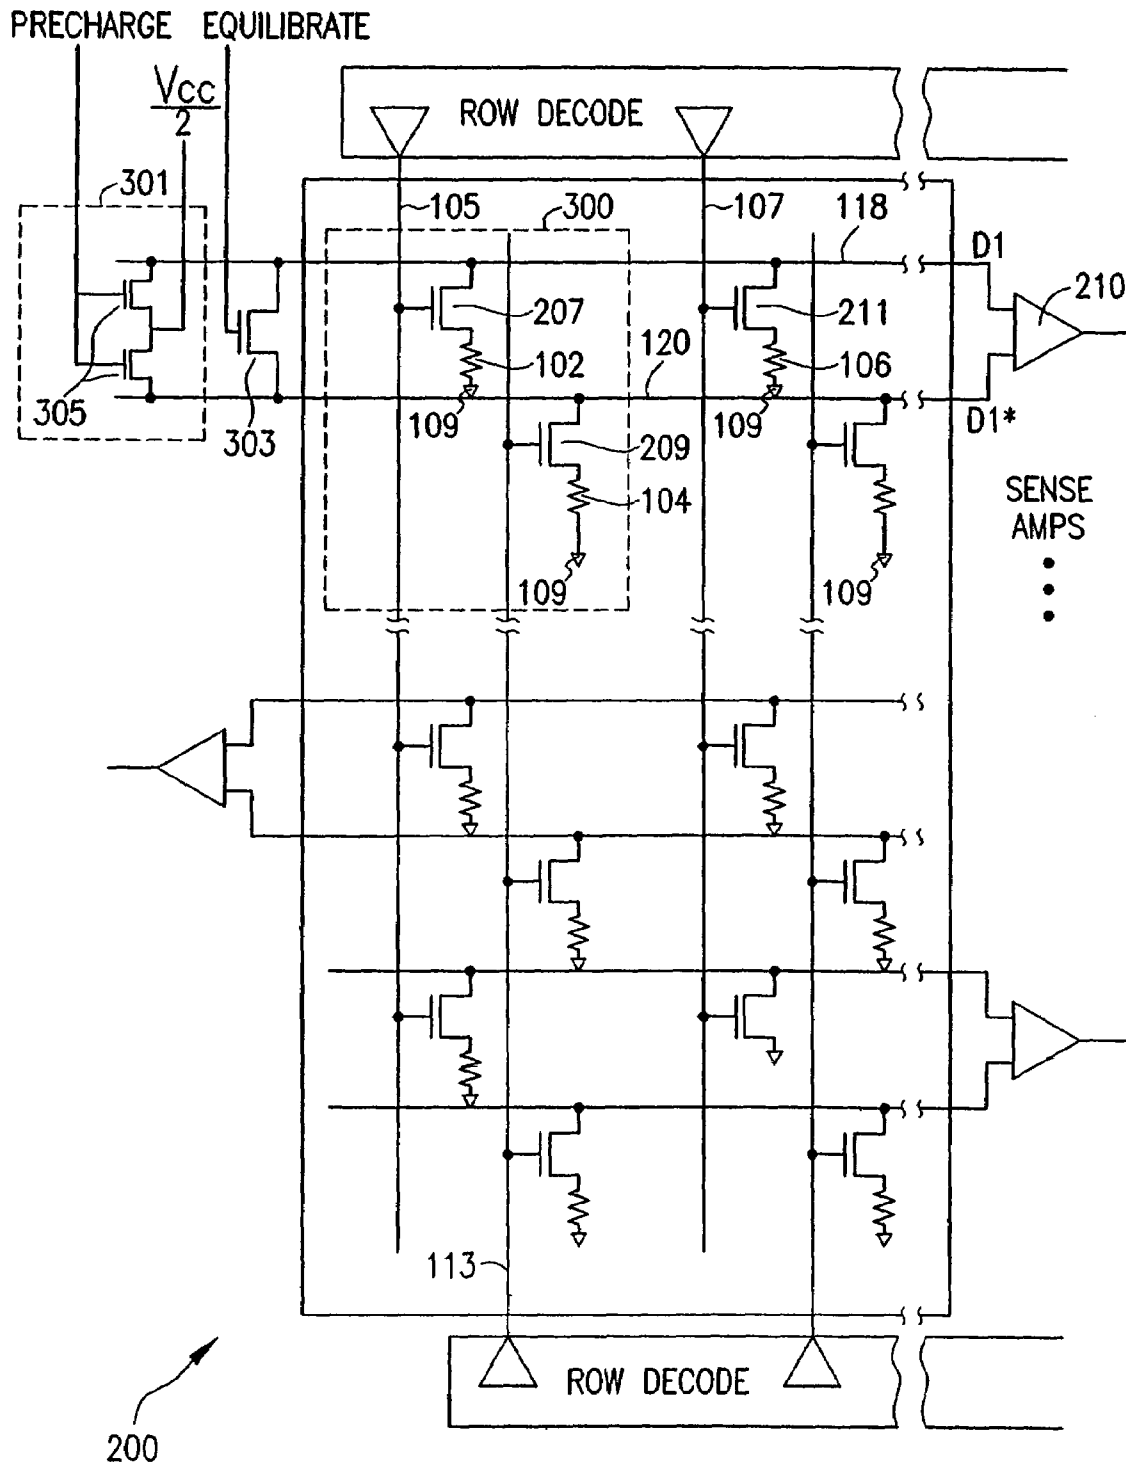 PRECHARGE EQUILIBRATE
Vcc
2
ROW DECODE
301
105
300
107
118
D1
210
207
211
102
120
106
305
303
109
109
D1*
209
104
SENSE
AMPS
109
109
113
ROW DECODE
200